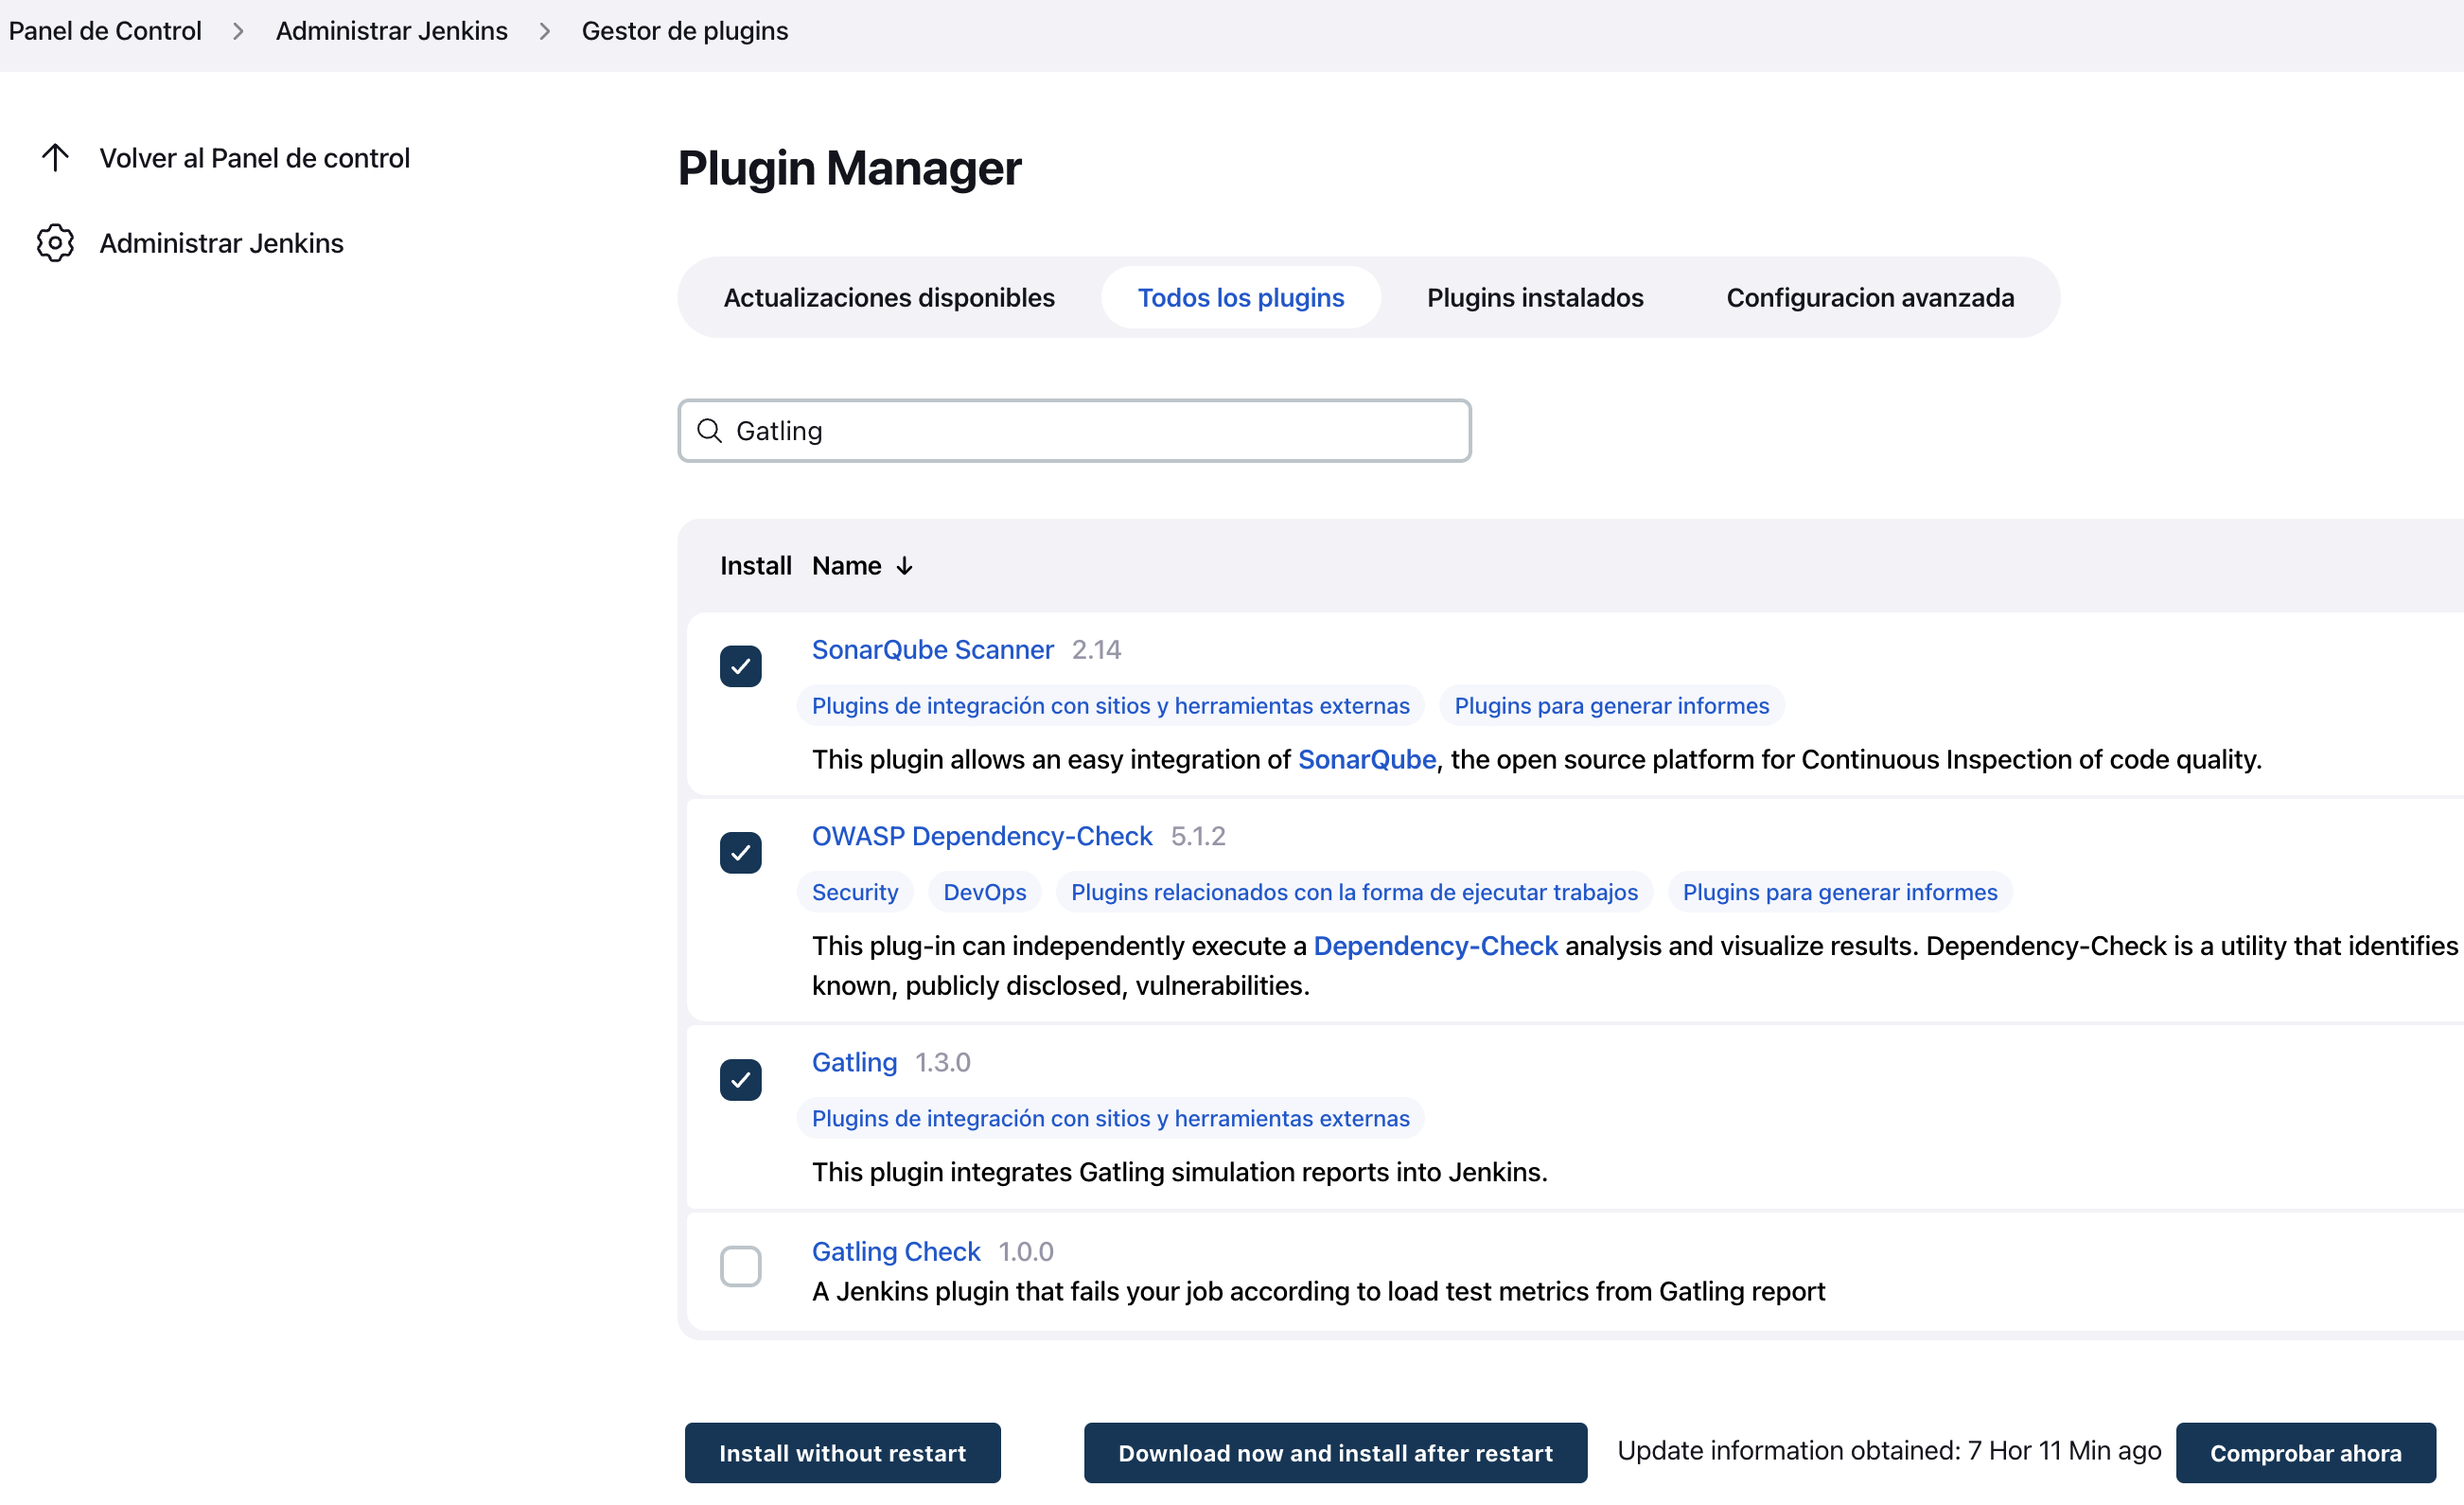 Panel de Control > Administrar Jenkins > Gestor de plugins
Volver al Panel de control
Administrar Jenkins
Plugin Manager
Actualizaciones disponibles Todos los plugins Plugins instalados Configuracion avanzada
Gatling
Install Name ↓
SonarQube Scanner 2.14
Plugins de integración con sitios y herramientas externas Plugins para generar informes
This plugin allows an easy integration of SonarQube, the open source platform for Continuous Inspection of code quality.
OWASP Dependency-Check 5.1.2
Security DevOps Plugins relacionados con la forma de ejecutar trabajos Plugins para generar informes
This plug-in can independently execute a Dependency-Check analysis and visualize results. Dependency-Check is a utility that identifies
known, publicly disclosed, vulnerabilities.
Gatling 1.3.0
Plugins de integración con sitios y herramientas externas
This plugin integrates Gatling simulation reports into Jenkins.
Gatling Check 1.0.0
A Jenkins plugin that fails your job according to load test metrics from Gatling report
Install without restart Download now and install after restart Update information obtained: 7 Hor 11 Min ago Comprobar ahora